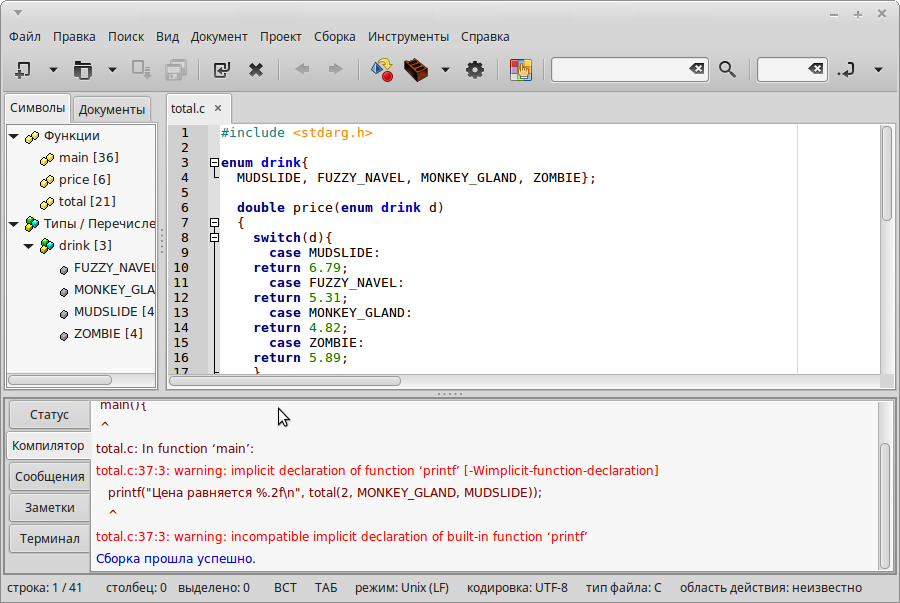 Файл Правка Поиск Вид Документ Проект Сборка Инструменты Справка
Символы Документы
Функции
main [36]
price [6]
total [21]
Типы / Перечисле
drink [3]
FUZZY_NAVEL
MONKEY_GLA
MUDSLIDE [4
ZOMBIE [4]
total.c ×
1 #include <stdarg.h>
2
3 enum drink{
4 MUDSLIDE, FUZZY_NAVEL, MONKEY_GLAND, ZOMBIE};
5
6 double price(enum drink d)
7 {
8 switch(d){
9 case MUDSLIDE:
10 return 6.79;
11 case FUZZY_NAVEL:
12 return 5.31;
13 case MONKEY_GLAND:
14 return 4.82;
15 case ZOMBIE:
16 return 5.89;
17 }
Статус
Компилятор
Сообщения
Заметки
Терминал
main(){
^
total.c: In function ‘main’:
total.c:37:3: warning: implicit declaration of function ‘printf’ [-Wimplicit-function-declaration]
printf("Цена равняется %.2f\n", total(2, MONKEY_GLAND, MUDSLIDE));
^
total.c:37:3: warning: incompatible implicit declaration of built-in function ‘printf’
Сборка прошла успешно.
строка: 1 / 41 столбец: 0 выделено: 0 ВСТ ТАБ режим: Unix (LF) кодировка: UTF-8 тип файла: C область действия: неизвестно